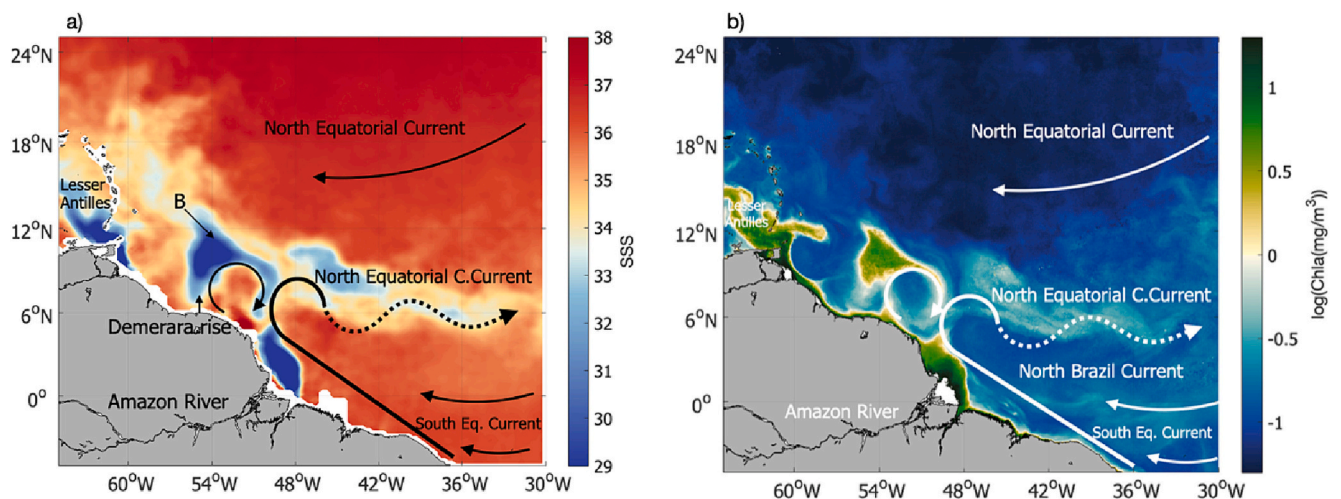 a)
24°N
18°N
12°N
6°N
0°
60°W
54°W
48°W
42°W
36°W
30°W
North Equatorial Current
Lesser
Antilles
B
North Equatorial C.Current
Demerara rise
Amazon River
South Eq. Current
38
37
36
35
34
33
32
31
30
29
SSS
b)
24°N
18°N
12°N
6°N
0°
60°W
54°W
48°W
42°W
36°W
30°W
North Equatorial Current
Lesser
Antilles
North Equatorial C.Current
North Brazil Current
Amazon River
South Eq. Current
1
0.5
0
-0.5
-1
log(Chla(mg/m³)